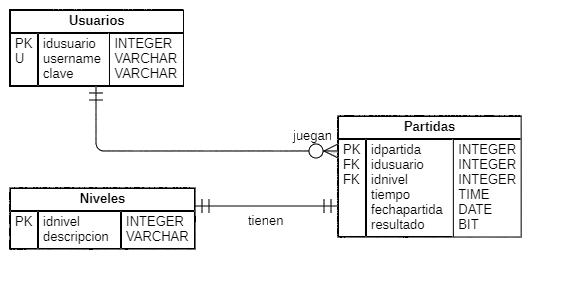 Usuarios
PK idusuario INTEGER
U username VARCHAR
clave VARCHAR
juegan
Partidas
PK idpartida INTEGER
FK idusuario INTEGER
FK idnivel INTEGER
tiempo TIME
fechapartida DATE
resultado BIT
Niveles
PK idnivel INTEGER
descripcion VARCHAR
tienen